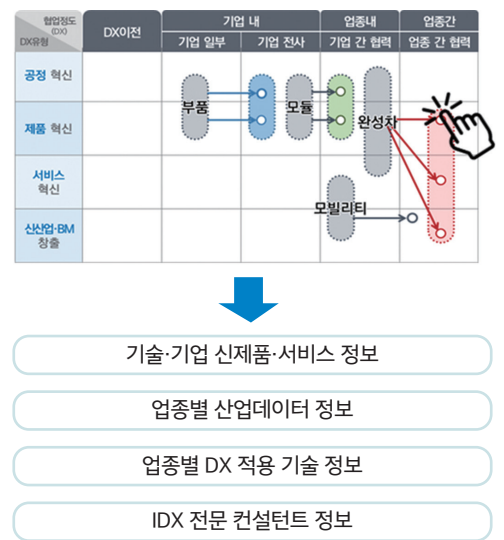 협업정도
(DX)
DX유형
DX이전
기업 내
업종내
업종간
기업 일부
기업 전사
기업 간 협력
업종 간 협력
공정 혁신
제품 혁신
서비스
혁신
신산업·BM
창출
부품
모듈
완성차
모빌리티
기술·기업 신제품·서비스 정보
업종별 산업데이터 정보
업종별 DX 적용 기술 정보
IDX 전문 컨설턴트 정보